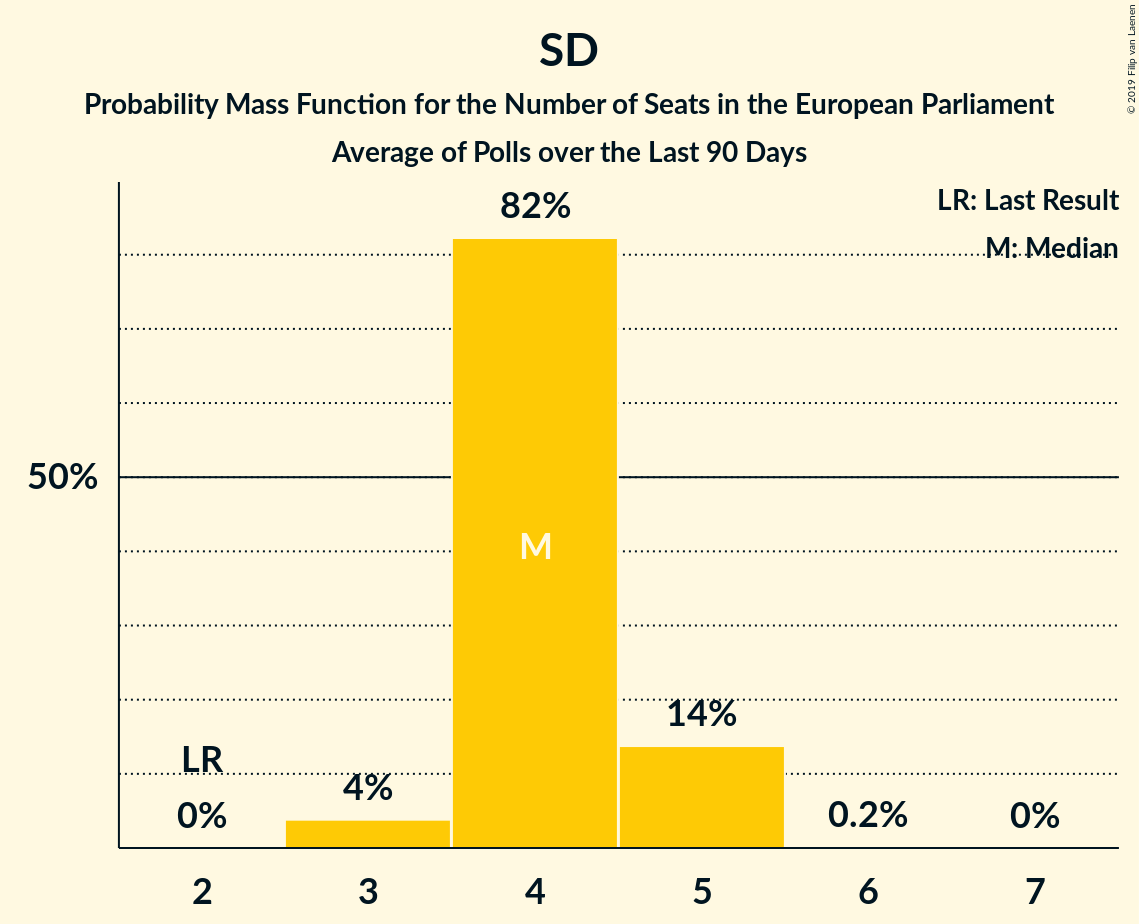 SD
Probability Mass Function for the Number of Seats in the European Parliament
Average of Polls over the Last 90 Days
© 2019 Filip van Laenen
LR: Last Result
M: Median
82%
50%
M
14%
LR
4%
0%
0.2%
0%
2 3 4 5 6 7